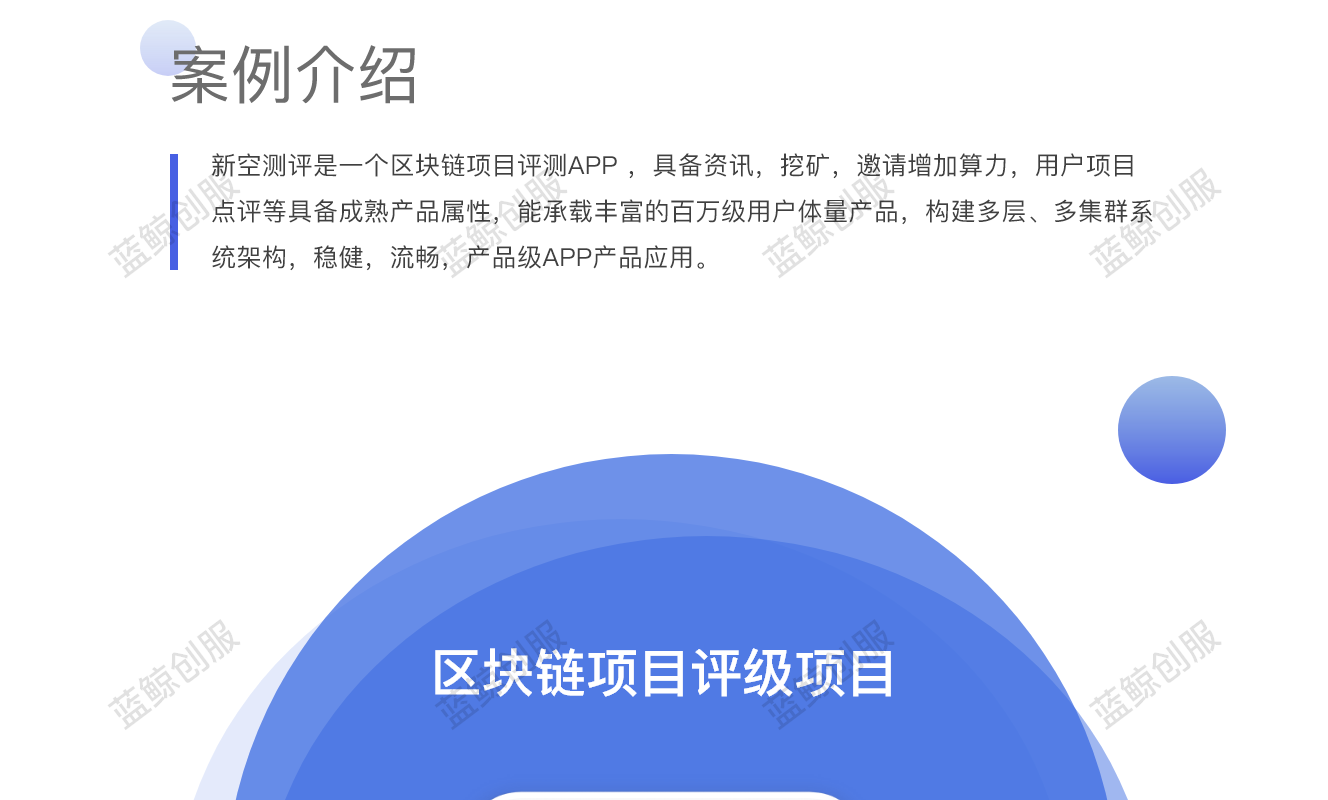 案例介绍
新空测评是一个区块链项目评测APP ，具备资讯，挖矿，邀请增加算力，用户项目
点评等具备成熟产品属性，能承载丰富的百万级用户体量产品，构建多层、多集群系
统架构，稳健，流畅，产品级APP产品应用。
蓝鲸创服
蓝鲸创服
蓝鲸创服
蓝鲸创服
区块链项目评级项目
蓝鲸创服
蓝鲸创服
蓝鲸创服
蓝鲸创服